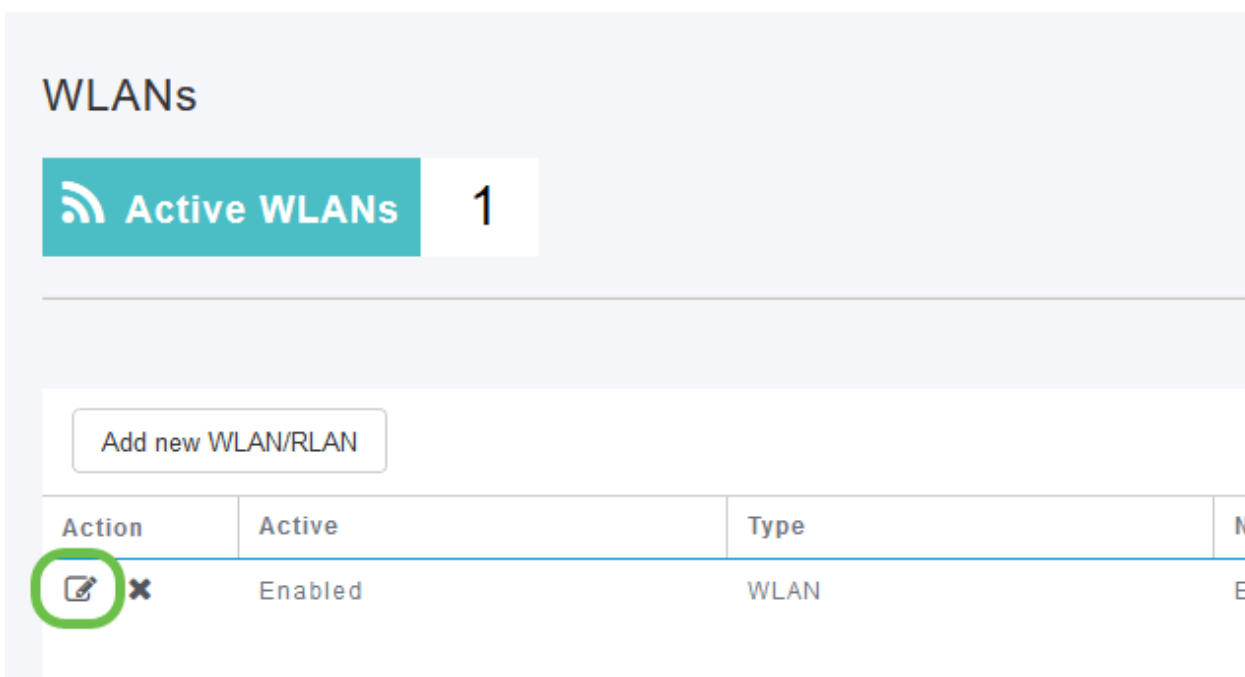 WLANs
Active WLANs 1
Add new WLAN/RLAN
Action Active Type
Enabled WLAN